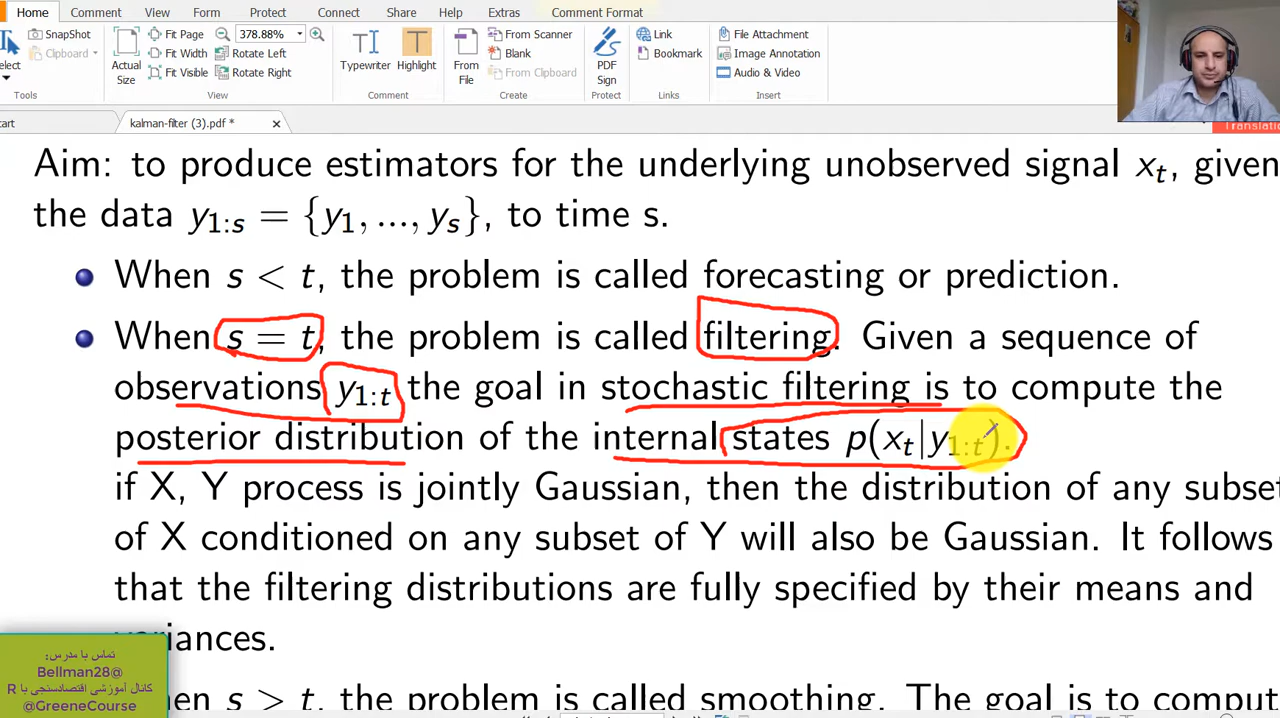 Home Comment View Form Protect Connect Share Help Extras Comment Format
SnapShot
Clipboard
Actual Size
Fit Page
Fit Width
Fit Visible
378.88%
Rotate Left
Rotate Right
Typewriter
Highlight
From File
From Scanner
Blank
From Clipboard
PDF Sign
Link
Bookmark
File Attachment
Image Annotation
Audio & Video
Tools View Comment Create Protect Links Insert
kalman-filter (3).pdf *
Aim: to produce estimators for the underlying unobserved signal xₜ, given
the data y₁:ₛ = {y₁, ..., yₛ}, to time s.
When s < t, the problem is called forecasting or prediction.
When s = t, the problem is called filtering. Given a sequence of
observations y₁:ₜ the goal in stochastic filtering is to compute the
posterior distribution of the internal states p(xₜ|y₁:ₜ).
if X, Y process is jointly Gaussian, then the distribution of any subset
of X conditioned on any subset of Y will also be Gaussian. It follows
that the filtering distributions are fully specified by their means and
variances.
s > t, the problem is called smoothing. The goal is to
تماس با مدرس:
@Bellman28
کانال آموزشی اقتصادسنجی با R
@GreeneCourse